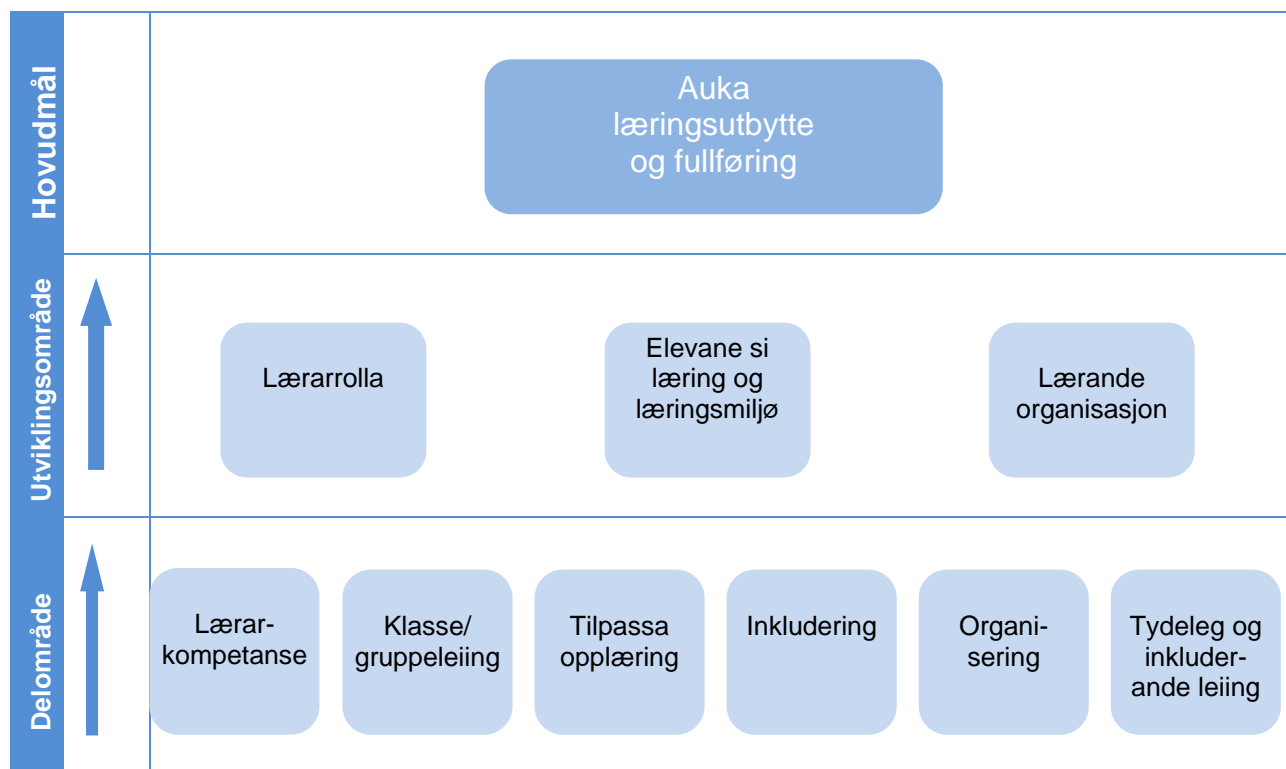 Hovudmål
Auka
læringsutbytte
og fullføring
Utviklingsområde
Lærarrolla
Elevane si
læring og
læringsmiljø
Lærande
organisasjon
Delområde
Lærar-
kompetanse
Klasse/
gruppeleiing
Tilpassa
opplæring
Inkludering
Organi-
sering
Tydeleg og
inkluder-
ande leiing